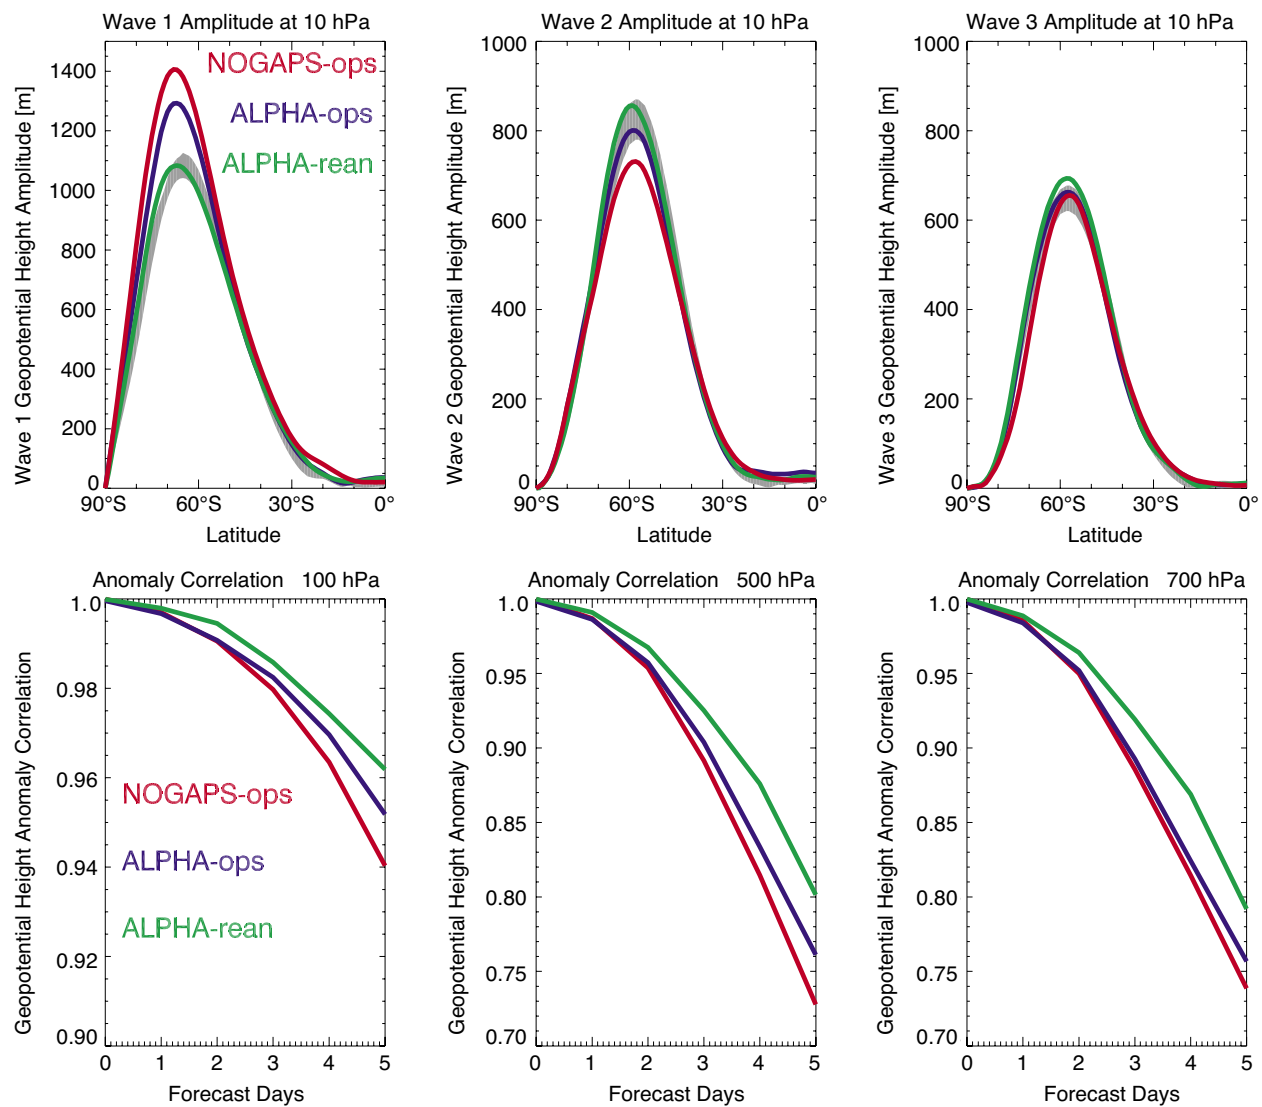 Wave 1 Amplitude at 10 hPa
Wave 1 Geopotential Height Amplitude [m]
1400
1200
1000
800
600
400
200
0
NOGAPS-ops
ALPHA-ops
ALPHA-rean
90°S
60°S
30°S
0°
Latitude
Wave 2 Amplitude at 10 hPa
Wave 2 Geopotential Height Amplitude [m]
1000
800
600
400
200
0
90°S
60°S
30°S
0°
Latitude
Wave 3 Amplitude at 10 hPa
Wave 3 Geopotential Height Amplitude [m]
1000
800
600
400
200
0
90°S
60°S
30°S
0°
Latitude
Anomaly Correlation 100 hPa
Geopotential Height Anomaly Correlation
1.0
0.98
0.96
0.94
0.92
0.90
NOGAPS-ops
ALPHA-ops
ALPHA-rean
0 1 2 3 4 5
Forecast Days
Anomaly Correlation 500 hPa
Geopotential Height Anomaly Correlation
1.0
0.95
0.90
0.85
0.80
0.75
0.70
0 1 2 3 4 5
Forecast Days
Anomaly Correlation 700 hPa
Geopotential Height Anomaly Correlation
1.0
0.95
0.90
0.85
0.80
0.75
0.70
0 1 2 3 4 5
Forecast Days